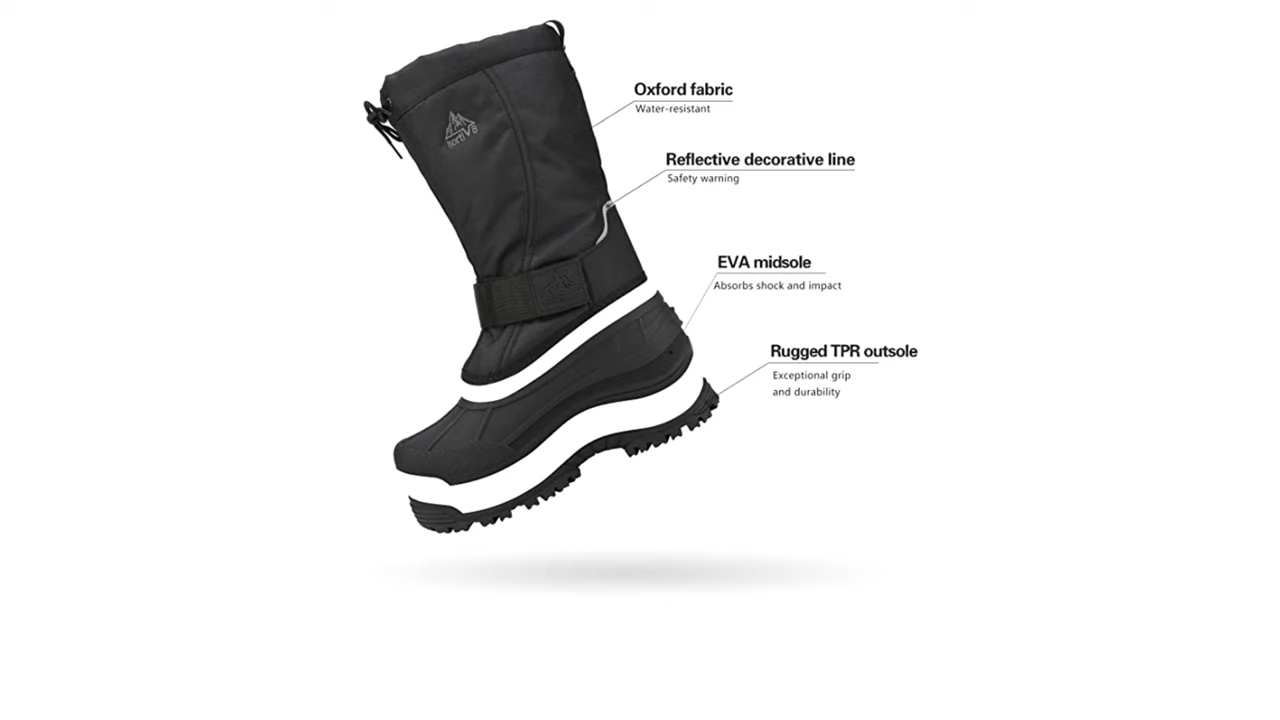 Oxford fabric
Water-resistant
Reflective decorative line
Safety warning
hortiV8
EVA midsole
Absorbs shock and impact
Rugged TPR outsole
Exceptional grip
and durability